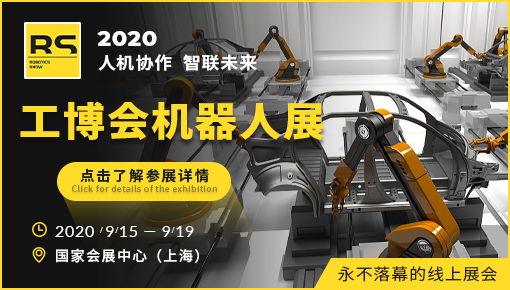 RS
ROBOTICS
SHOW
2020
人机协作 智联未来
工博会机器人展
点击了解参展详情
Click for details of the exhibition
2020 /9/15 — 9/19
国家会展中心（上海）
永不落幕的线上展会